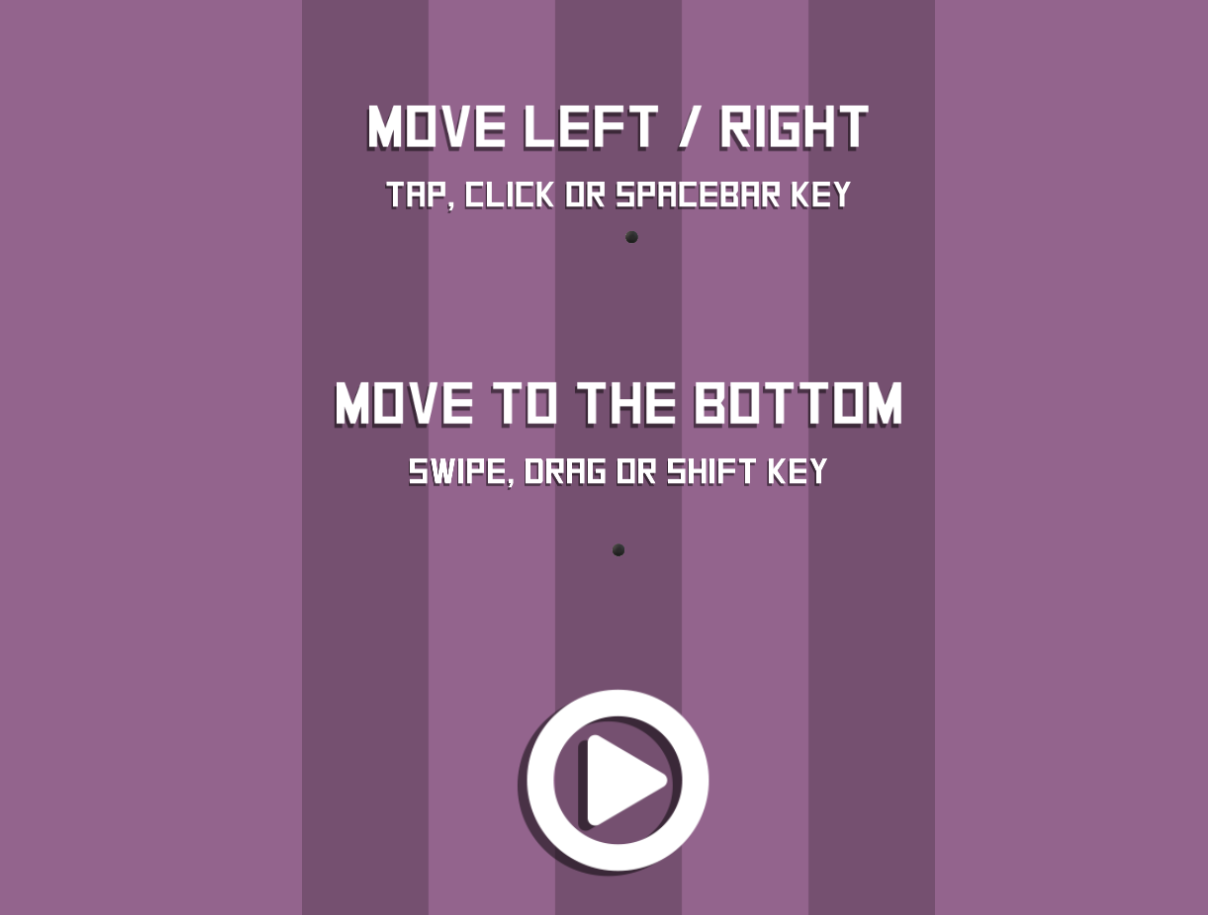 MOVE LEFT / RIGHT
TAP, CLICK OR SPACEBAR KEY
MOVE TO THE BOTTOM
SWIPE, DRAG OR SHIFT KEY